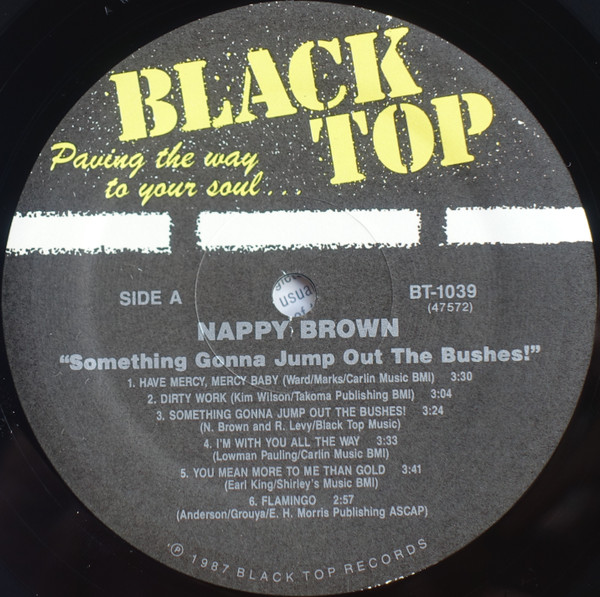 BLACK
TOP
Paving the way
to your soul...
SIDE A
BT-1039
(47572)
usua
NAPPY BROWN
"Something Gonna Jump Out The Bushes!"
1. HAVE MERCY, MERCY BABY (Ward/Marks/Carlin Music BMI) 3:30
2. DIRTY WORK (Kim Wilson/Takoma Publishing BMI) 3:04
3. SOMETHING GONNA JUMP OUT THE BUSHES! 3:24
(N. Brown and R. Levy/Black Top Music)
4. I'M WITH YOU ALL THE WAY 3:33
(Lowman Pauling/Carlin Music BMI)
5. YOU MEAN MORE TO ME THAN GOLD 3:41
(Earl King/Shirley's Music BMI)
6. FLAMINGO 2:57
(Anderson/Grouya/E. H. Morris Publishing ASCAP)
℗ 1987 BLACK TOP RECORDS